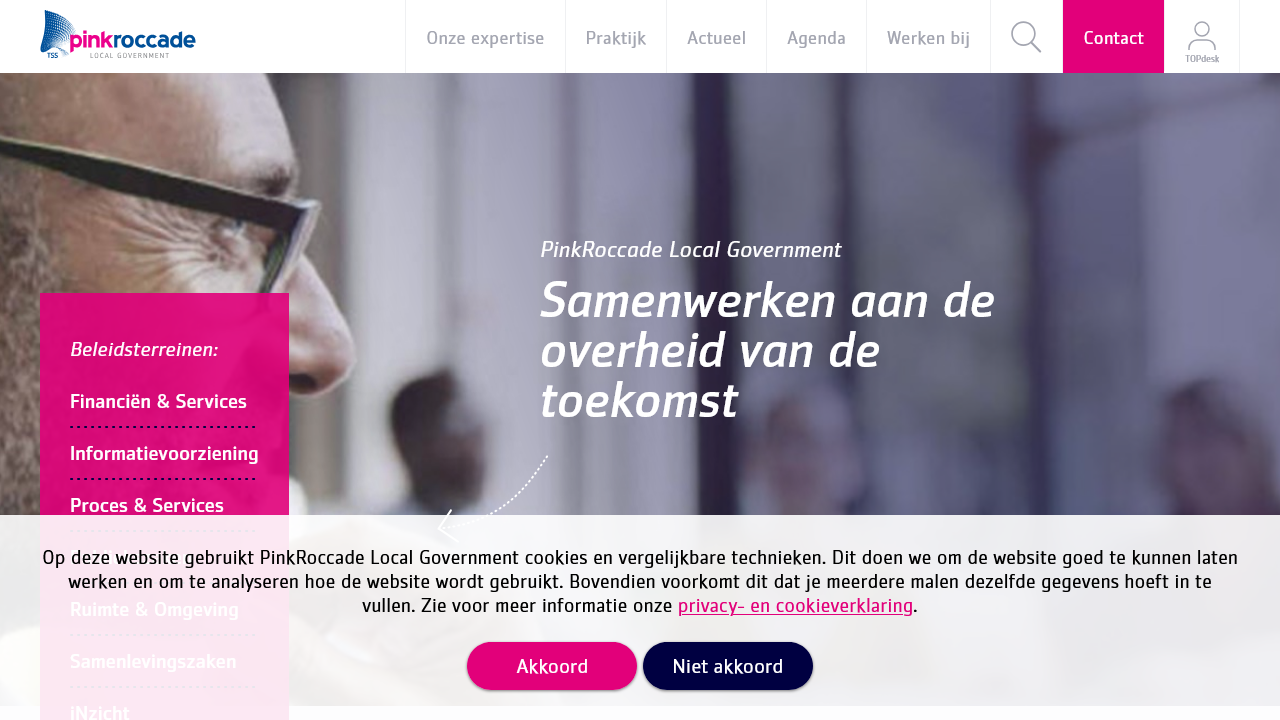 pinkroccade
TSS
LOCAL GOVERNMENT
Onze expertise
Praktijk
Actueel
Agenda
Werken bij
Contact
TOPdesk
PinkRoccade Local Government
Samenwerken aan de
overheid van de
toekomst
Beleidsterreinen:
Financiën & Services
Informatievoorziening
Proces & Services
Op deze website gebruikt PinkRoccade Local Government cookies en vergelijkbare technieken. Dit doen we om de website goed te kunnen laten
werken en om te analyseren hoe de website wordt gebruikt. Bovendien voorkomt dit dat je meerdere malen dezelfde gegevens hoeft in te
vullen. Zie voor meer informatie onze privacy- en cookieverklaring.
Ruimte & Omgeving
Samenlevingszaken
iNzicht
Akkoord
Niet akkoord